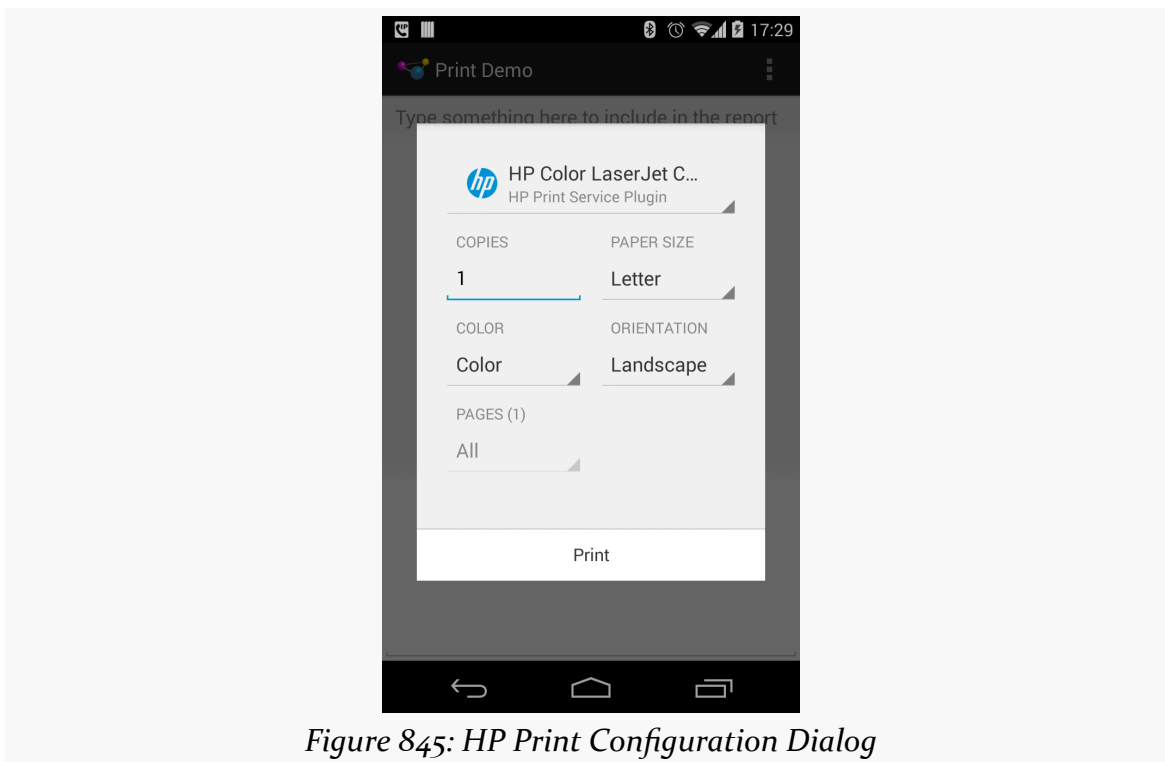 17:29
Print Demo
Type something here to include in the report
hp
HP Color LaserJet C...
HP Print Service Plugin
COPIES
PAPER SIZE
1
Letter
COLOR
ORIENTATION
Color
Landscape
PAGES (1)
All
Print
Figure 845: HP Print Configuration Dialog